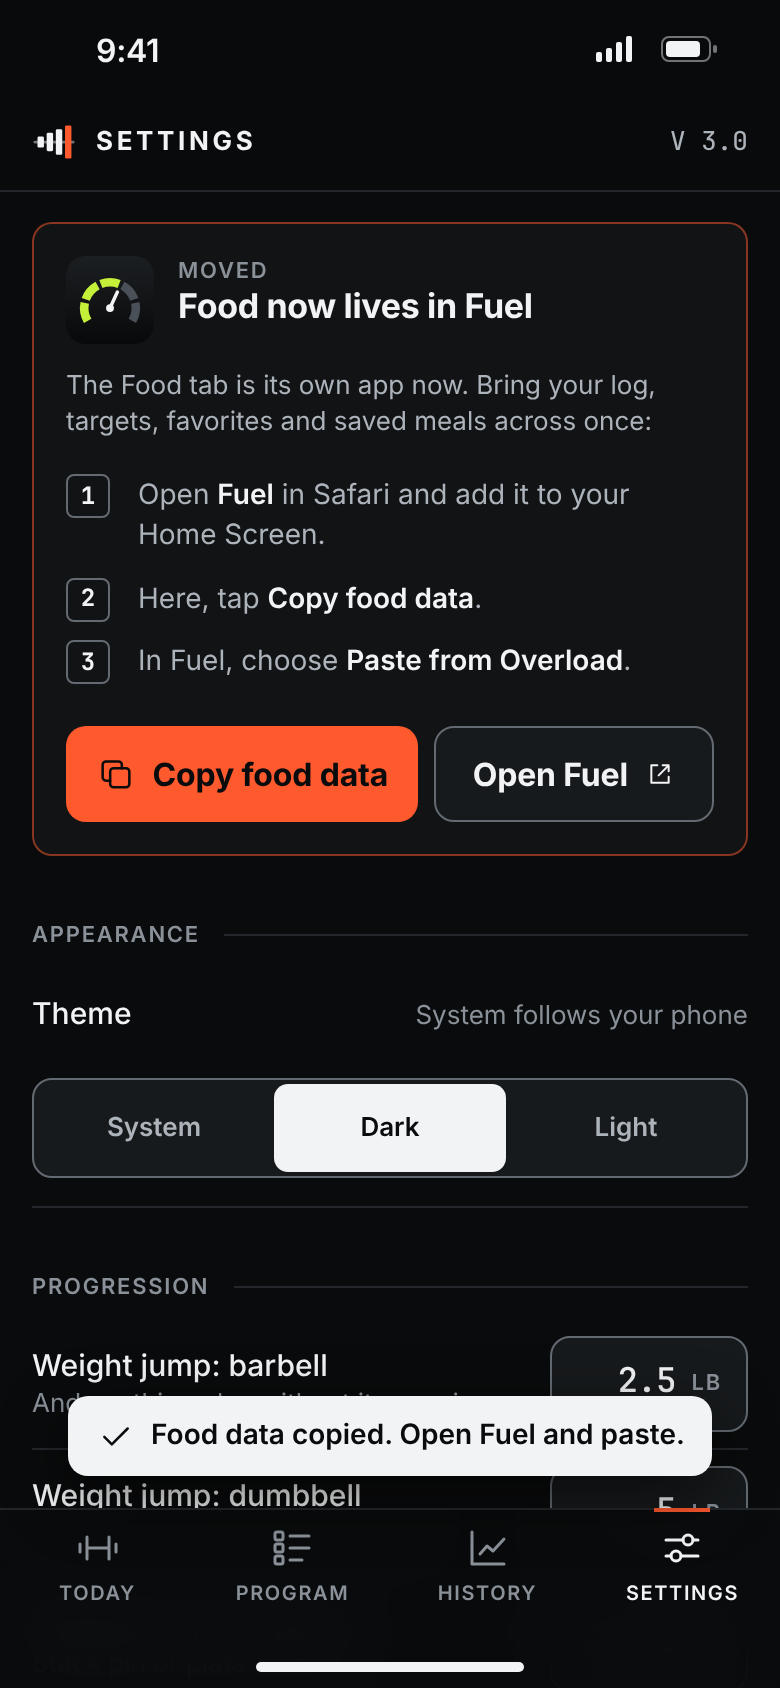 9:41
SETTINGS
V 3.0
MOVED
Food now lives in Fuel
The Food tab is its own app now. Bring your log,
targets, favorites and saved meals across once:
1 Open Fuel in Safari and add it to your
Home Screen.
2 Here, tap Copy food data.
3 In Fuel, choose Paste from Overload.
Copy food data
Open Fuel
APPEARANCE
Theme
System follows your phone
System
Dark
Light
PROGRESSION
Weight jump: barbell
2.5 LB
Food data copied. Open Fuel and paste.
Weight jump: dumbbell
5 LB
TODAY
PROGRAM
HISTORY
SETTINGS